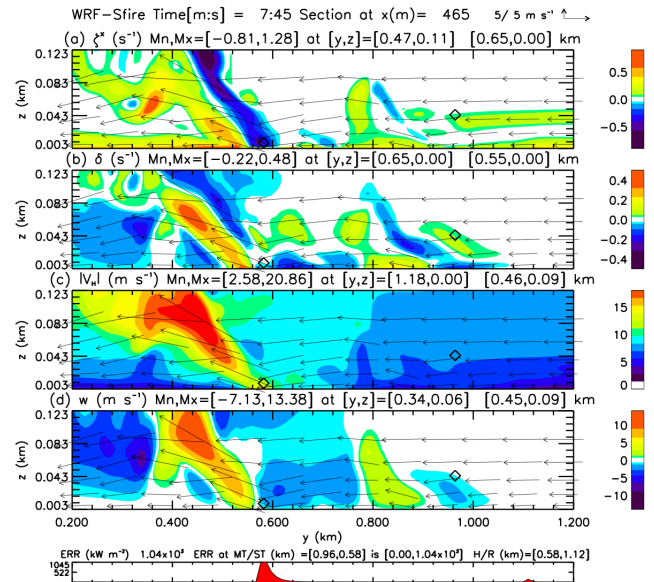 WRF-Sfire Time[m:s] = 7:45 Section at x(m)= 465 5/ 5 m s⁻¹
(a) ζˣ (s⁻¹) Mn,Mx=[-0.81,1.28] at [y,z]=[0.47,0.11] [0.65,0.00] km
0.123
0.083
0.043
0.003
z (km)
0.5
0.0
-0.5
(b) δ (s⁻¹) Mn,Mx=[-0.22,0.48] at [y,z]=[0.65,0.00] [0.55,0.00] km
0.123
0.083
0.043
0.003
z (km)
0.4
0.2
0.0
-0.2
-0.4
(c) |V_H| (m s⁻¹) Mn,Mx=[2.58,20.86] at [y,z]=[1.18,0.00] [0.46,0.09] km
0.123
0.083
0.043
0.003
z (km)
15
10
5
0
(d) w (m s⁻¹) Mn,Mx=[-7.13,13.38] at [y,z]=[0.34,0.06] [0.45,0.09] km
0.123
0.083
0.043
0.003
z (km)
10
5
0
-5
-10
0.200 0.400 0.600 0.800 1.000 1.200
y (km)
ERR (kW m⁻²) 1.04×10³ ERR at MT/ST (km) =[0.96,0.58] is [0.00,1.04×10³] H/R (km)=[0.58,1.12]
1045
522